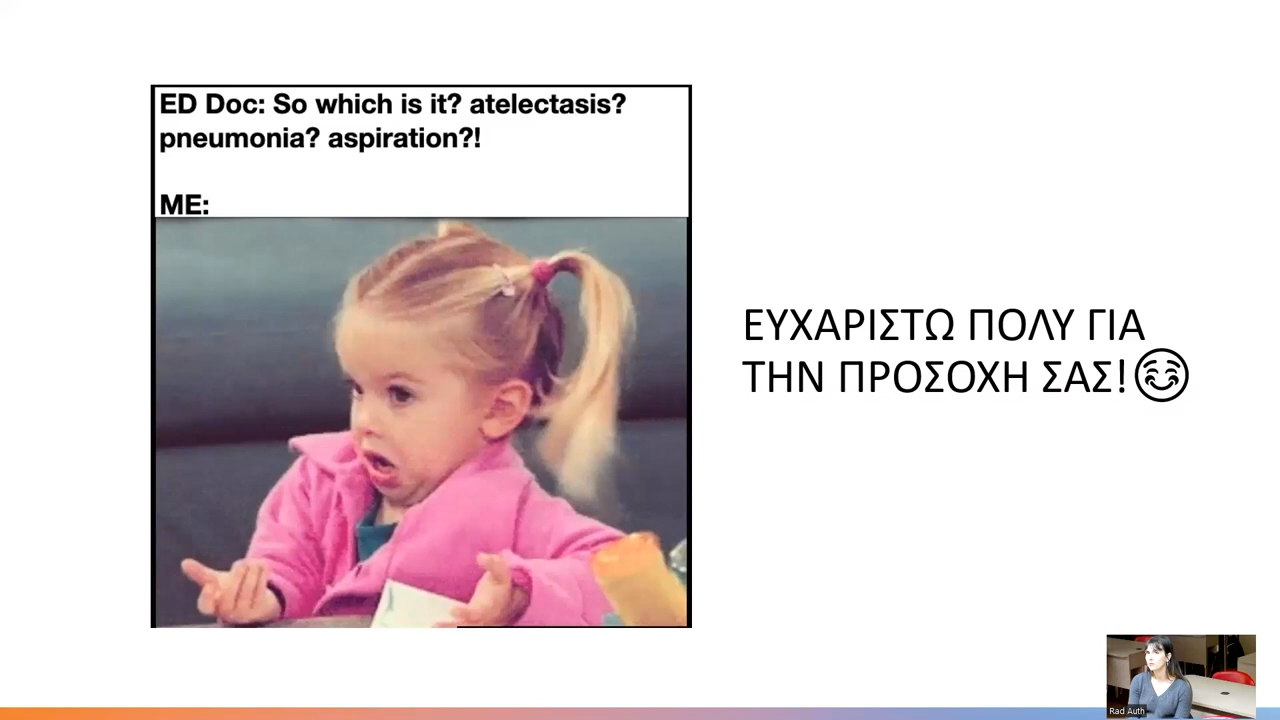 ED Doc: So which is it? atelectasis?
pneumonia? aspiration?!
ME:
ΕΥΧΑΡΙΣΤΩ ΠΟΛΥ ΓΙΑ
ΤΗΝ ΠΡΟΣΟΧΗ ΣΑΣ!
Rad Auth